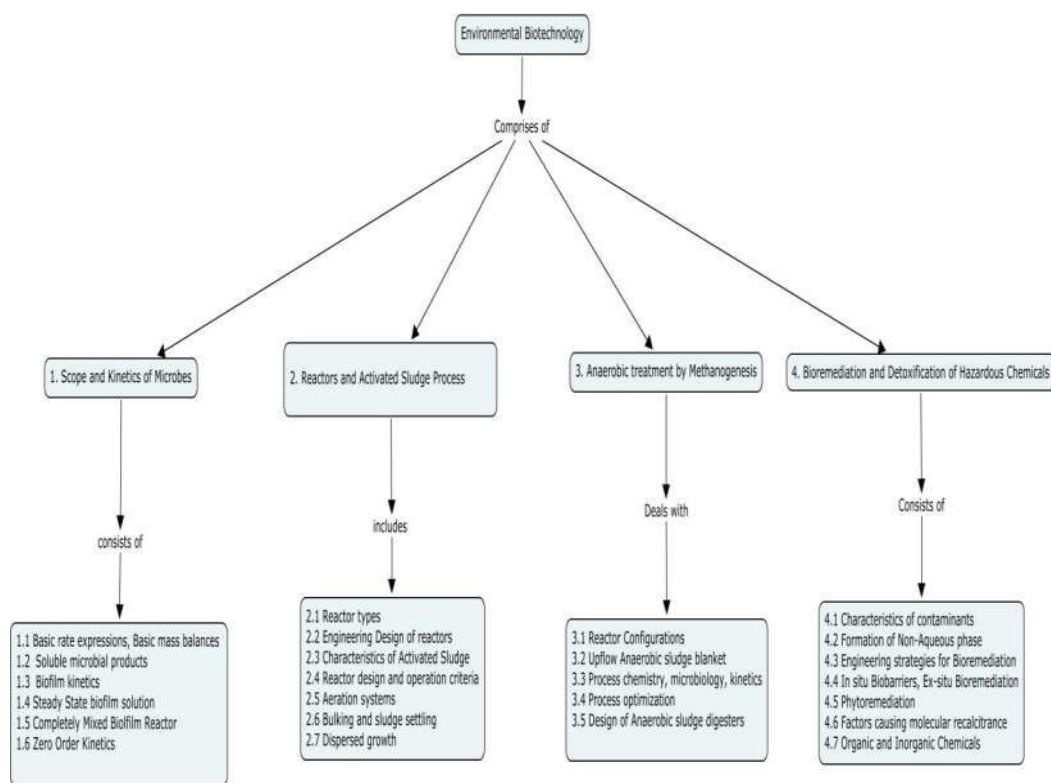 Environmental Biotechnology
Comprises of
1. Scope and Kinetics of Microbes
consists of
1.1 Basic rate expressions, Basic mass balances
1.2 Soluble microbial products
1.3 Biofilm kinetics
1.4 Steady State biofilm solution
1.5 Completely Mixed Biofilm Reactor
1.6 Zero Order Kinetics
2. Reactors and Activated Sludge Process
includes
2.1 Reactor types
2.2 Engineering Design of reactors
2.3 Characteristics of Activated Sludge
2.4 Reactor design and operation criteria
2.5 Aeration systems
2.6 Bulking and sludge settling
2.7 Dispersed growth
3. Anaerobic treatment by Methanogenesis
Deals with
3.1 Reactor Configurations
3.2 Upflow Anaerobic sludge blanket
3.3 Process chemistry, microbiology, kinetics
3.4 Process optimization
3.5 Design of Anaerobic sludge digesters
4. Bioremediation and Detoxification of Hazardous Chemicals
Consists of
4.1 Characteristics of contaminants
4.2 Formation of Non-Aqueous phase
4.3 Engineering strategies for Bioremediation
4.4 In situ Biobarriers, Ex-situ Bioremediation
4.5 Phytoremediation
4.6 Factors causing molecular recalcitrance
4.7 Organic and Inorganic Chemicals